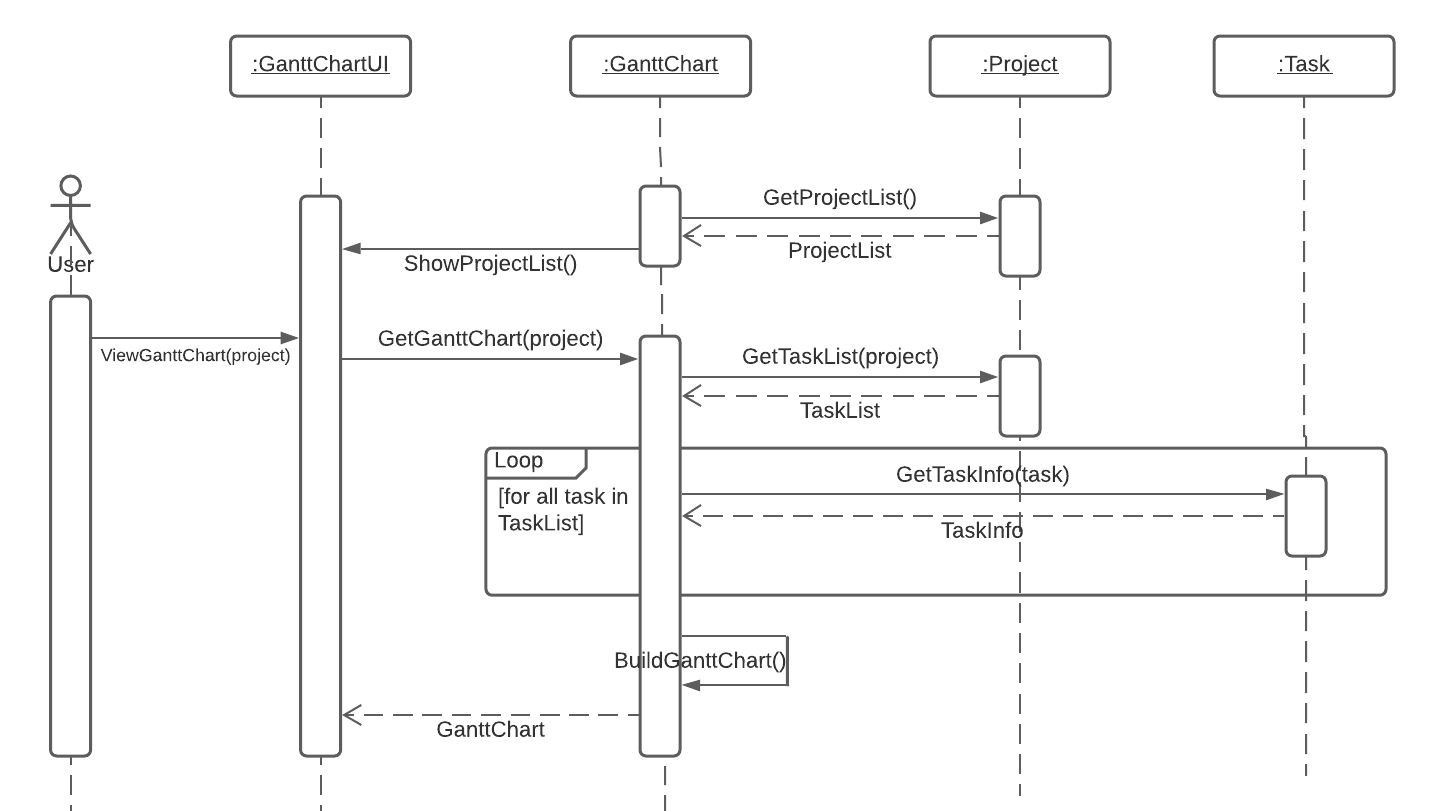 :GanttChartUI
:GanttChart
:Project
:Task
GetProjectList()
ProjectList
ShowProjectList()
User
GetGanttChart(project)
ViewGanttChart(project)
GetTaskList(project)
TaskList
Loop
GetTaskInfo(task)
[for all task in
TaskList]
TaskInfo
BuildGanttChart()
GanttChart